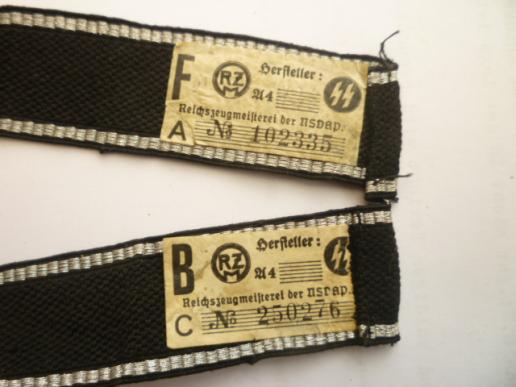 F RZM Hersteller:
A4
Reichszeugmeisterei der NSDAP.
A № 102335
B RZM Hersteller:
A4
Reichszeugmeisterei der NSDAP.
C № 250276